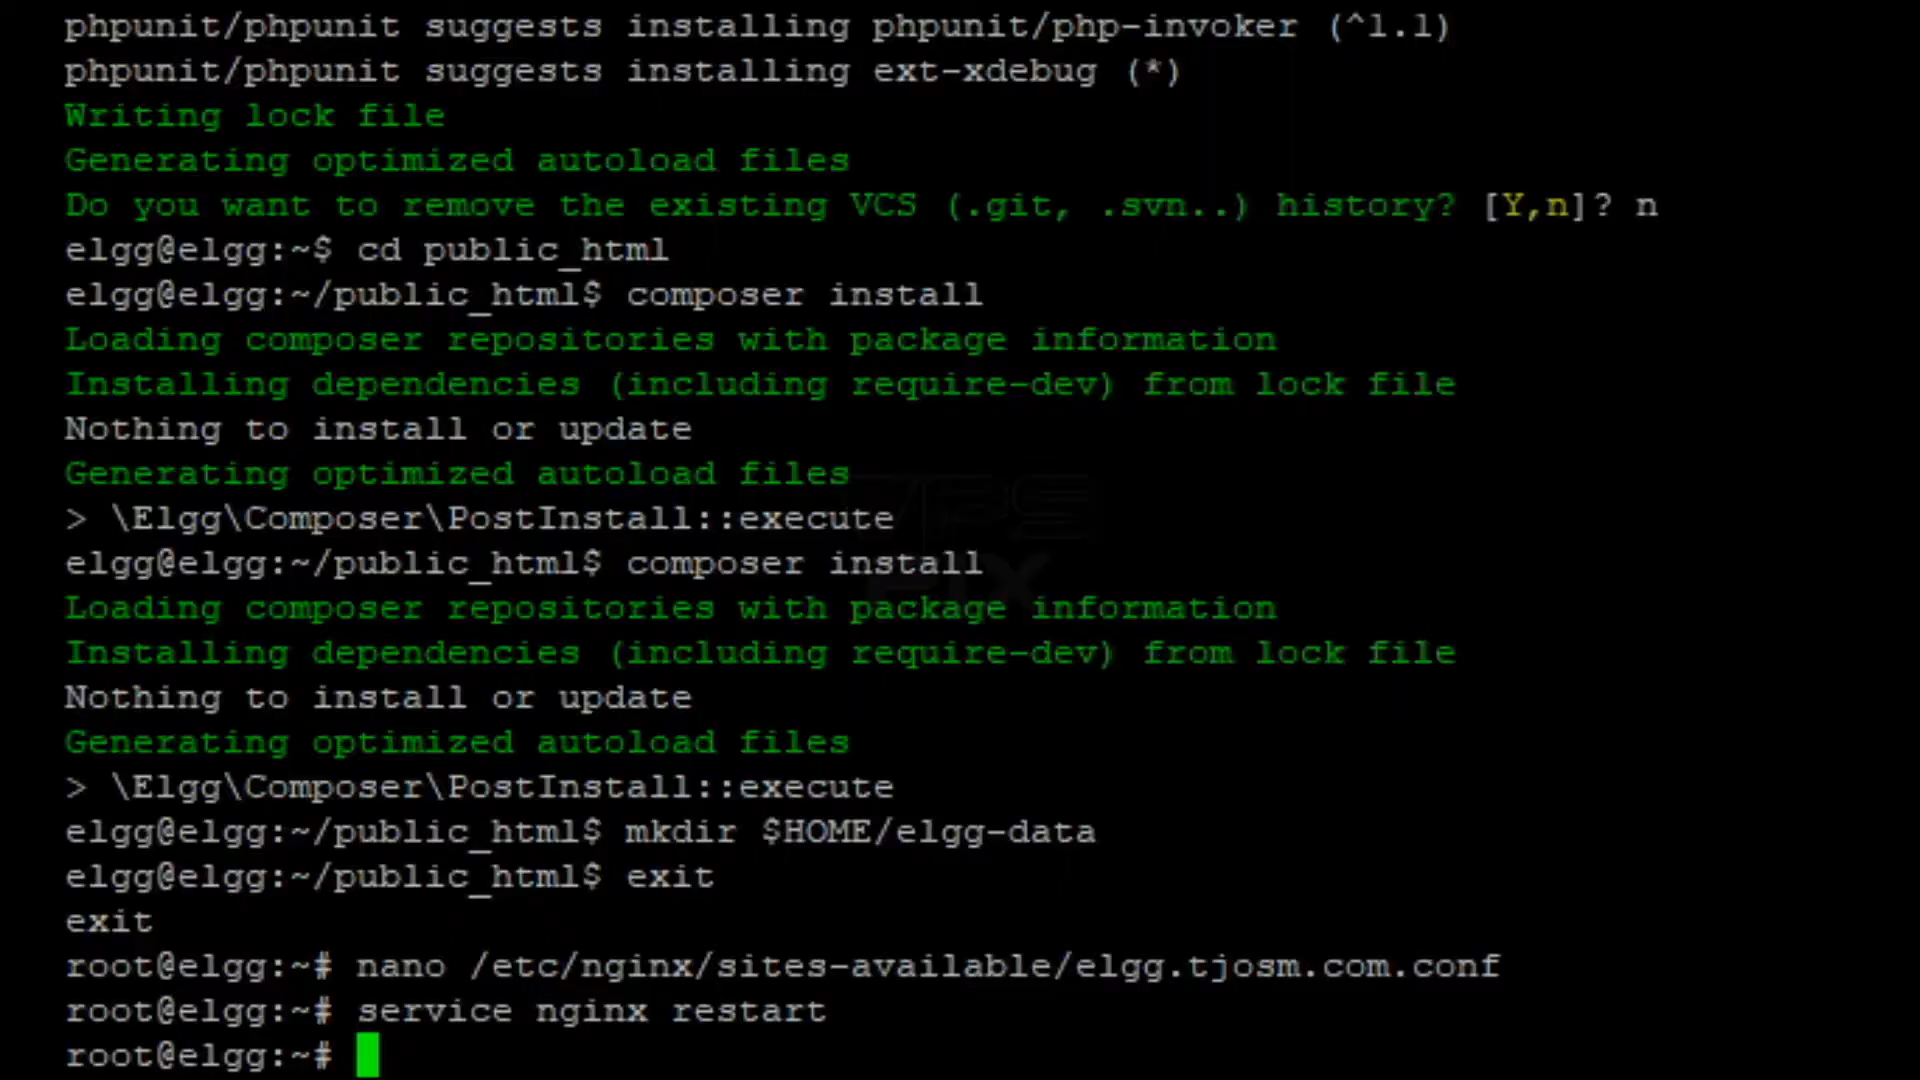 phpunit/phpunit suggests installing phpunit/php-invoker (^1.1)
phpunit/phpunit suggests installing ext-xdebug (*)
Writing lock file
Generating optimized autoload files
Do you want to remove the existing VCS (.git, .svn..) history? [Y,n]? n
elgg@elgg:~$ cd public_html
elgg@elgg:~/public_html$ composer install
Loading composer repositories with package information
Installing dependencies (including require-dev) from lock file
Nothing to install or update
Generating optimized autoload files
> \Elgg\Composer\PostInstall::execute
elgg@elgg:~/public_html$ composer install
Loading composer repositories with package information
Installing dependencies (including require-dev) from lock file
Nothing to install or update
Generating optimized autoload files
> \Elgg\Composer\PostInstall::execute
elgg@elgg:~/public_html$ mkdir $HOME/elgg-data
elgg@elgg:~/public_html$ exit
exit
root@elgg:~# nano /etc/nginx/sites-available/elgg.tjosm.com.conf
root@elgg:~# service nginx restart
root@elgg:~#